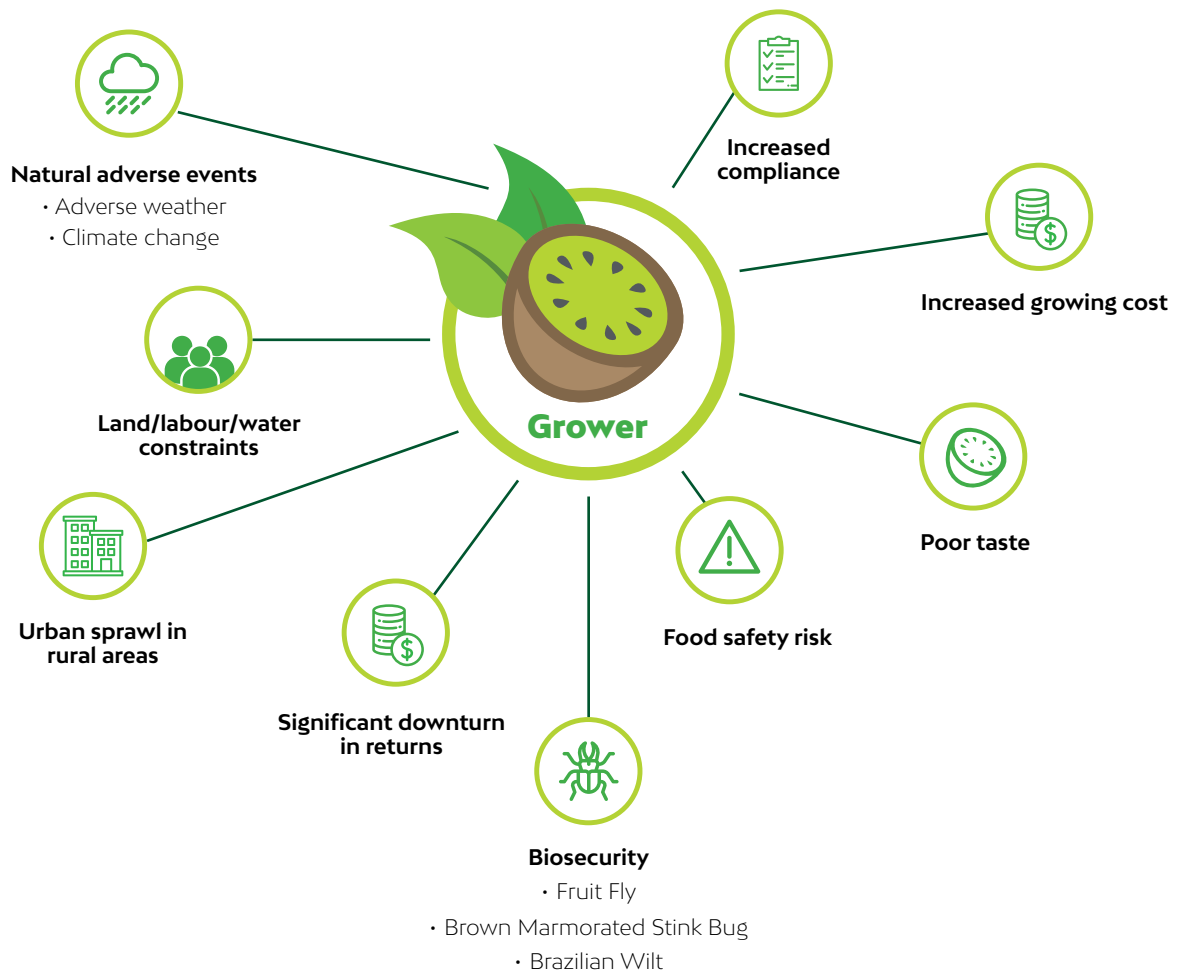 Natural adverse events
• Adverse weather
• Climate change
Increased
compliance
Increased growing cost
Land/labour/water
constraints
Grower
Poor taste
Urban sprawl in
rural areas
Food safety risk
Significant downturn
in returns
Biosecurity
• Fruit Fly
• Brown Marmorated Stink Bug
• Brazilian Wilt